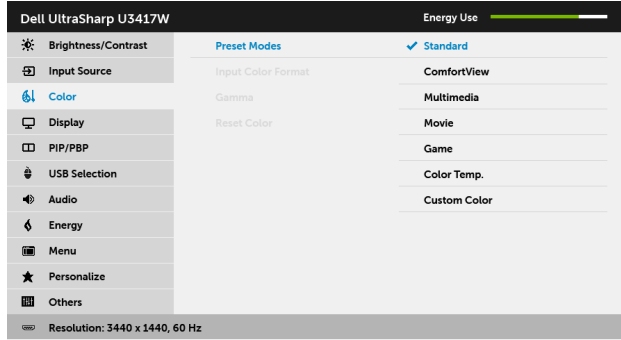 Dell UltraSharp U3417W
Energy Use
Brightness/Contrast
Input Source
Color
Display
PIP/PBP
USB Selection
Audio
Energy
Menu
Personalize
Others
Preset Modes
Input Color Format
Gamma
Reset Color
Standard
ComfortView
Multimedia
Movie
Game
Color Temp.
Custom Color
Resolution: 3440 x 1440, 60 Hz